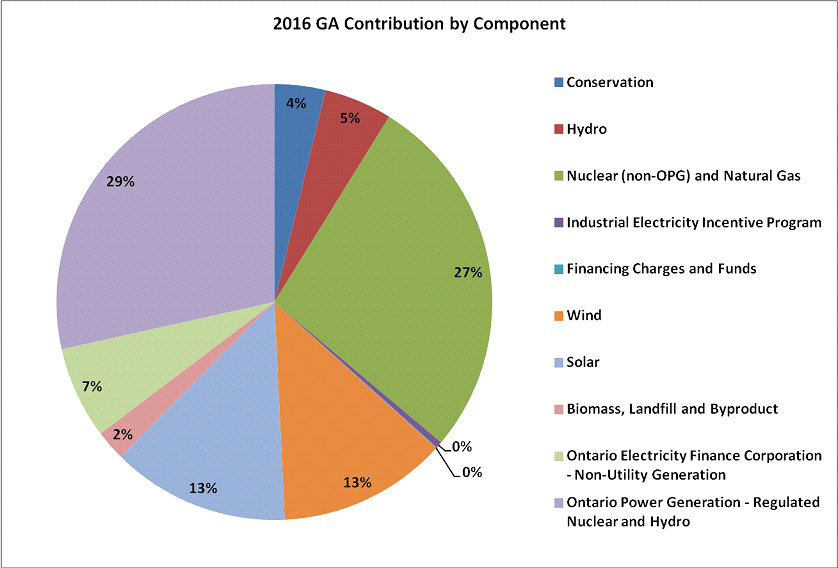 2016 GA Contribution by Component
4%
5%
27%
0%
0%
13%
13%
2%
7%
29%
Conservation
Hydro
Nuclear (non-OPG) and Natural Gas
Industrial Electricity Incentive Program
Financing Charges and Funds
Wind
Solar
Biomass, Landfill and Byproduct
Ontario Electricity Finance Corporation
- Non-Utility Generation
Ontario Power Generation - Regulated
Nuclear and Hydro